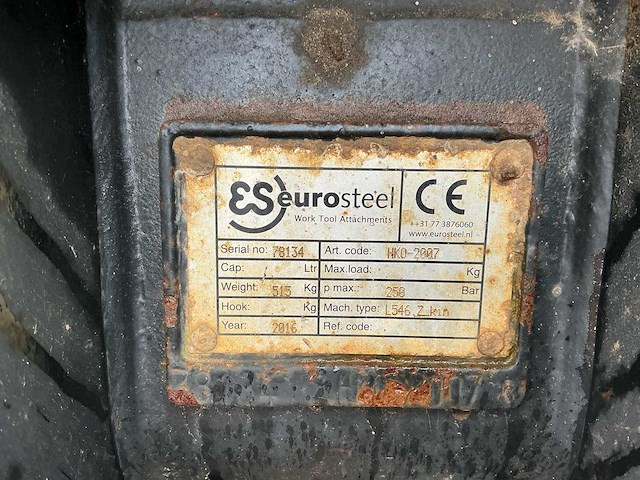 ES eurosteel
Work Tool Attachments
CE
++31 77 3876060
www.eurosteel.nl
Serial no: 78134 Art. code: HKO-2007
Cap: Ltr Max.load: Kg
Weight: 515 Kg p max.: 250 Bar
Hook: Kg Mach. type: L546_Z_kin
Year: 2016 Ref. code: